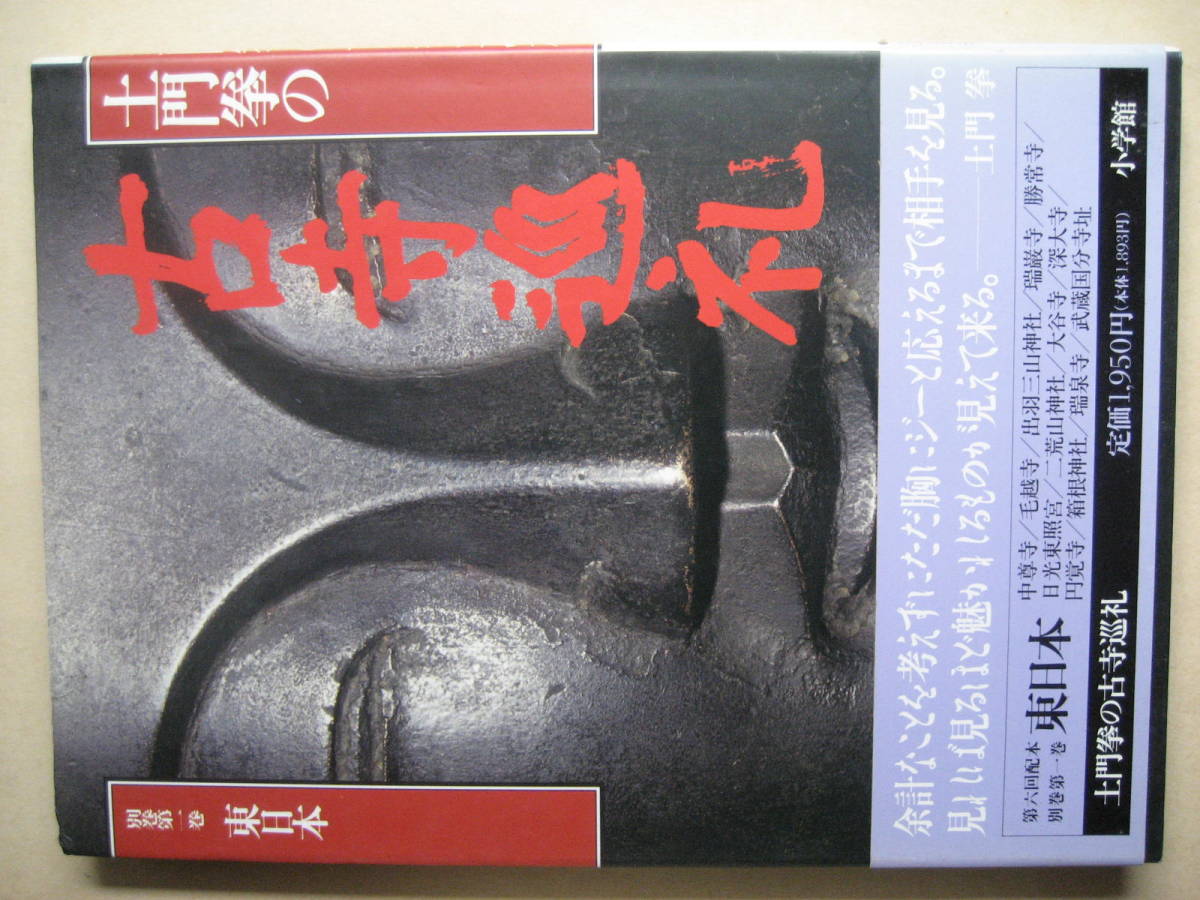 土門拳の
古寺巡礼
別巻第一巻
東日本
余計なことを考えずにただ胸にジーと応えるまで相手を見る。
見れば見るほど魅かれるものが見えて来る。——土門 拳
第六回配本
別巻第一巻
東日本
中尊寺／毛越寺／出羽三山神社／瑞巌寺／勝常寺／
日光東照宮／二荒山神社／大谷寺／深大寺／
円覚寺／箱根神社／瑞泉寺／武蔵国分寺址
土門拳の古寺巡礼
定価1,950円(本体1,893円)
小学館